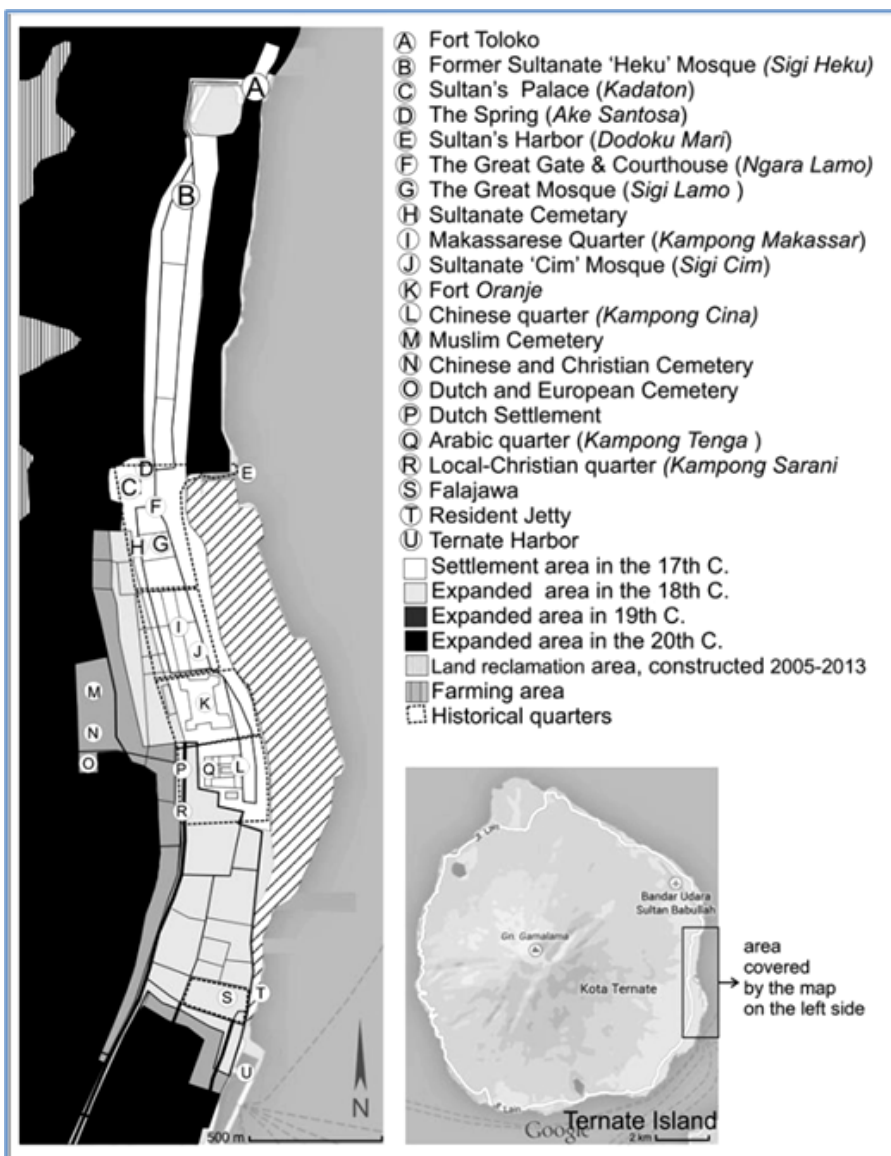 A Fort Toloko
B Former Sultanate 'Heku' Mosque (Sigi Heku)
C Sultan's Palace (Kadaton)
D The Spring (Ake Santosa)
E Sultan's Harbor (Dodoku Mari)
F The Great Gate & Courthouse (Ngara Lamo)
G The Great Mosque (Sigi Lamo )
H Sultanate Cemetary
I Makassarese Quarter (Kampong Makassar)
J Sultanate 'Cim' Mosque (Sigi Cim)
K Fort Oranje
L Chinese quarter (Kampong Cina)
M Muslim Cemetery
N Chinese and Christian Cemetery
O Dutch and European Cemetery
P Dutch Settlement
Q Arabic quarter (Kampong Tenga )
R Local-Christian quarter (Kampong Sarani
S Falajawa
T Resident Jetty
U Ternate Harbor
Settlement area in the 17th C.
Expanded area in the 18th C.
Expanded area in 19th C.
Expanded area in the 20th C.
Land reclamation area, constructed 2005-2013
Farming area
Historical quarters
A
B
D
E
C
F
H G
I
J
M
K
N
O
P Q L
R
S T
U
N
500 m
Bandar Udara
Sultan Babullah
Gn. Gamalama
Kota Ternate
area
covered
by the map
on the left side
Ternate Island
Google
2 km